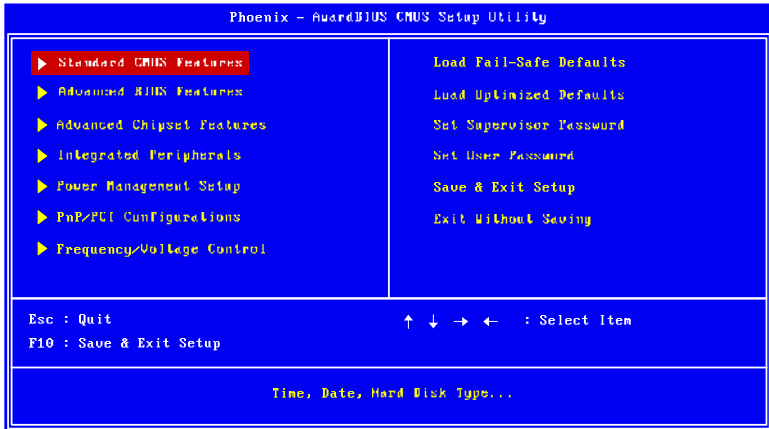 Phoenix - AwardBIOS CMOS Setup Utility
Standard CMOS Features
Advanced BIOS Features
Advanced Chipset Features
Integrated Peripherals
Power Management Setup
PnP/PCI Configurations
Frequency/Voltage Control
Load Fail-Safe Defaults
Load Optimized Defaults
Set Supervisor Password
Set User Password
Save & Exit Setup
Exit Without Saving
Esc : Quit
F10 : Save & Exit Setup
↑ ↓ → ← : Select Item
Time, Date, Hard Disk Type...